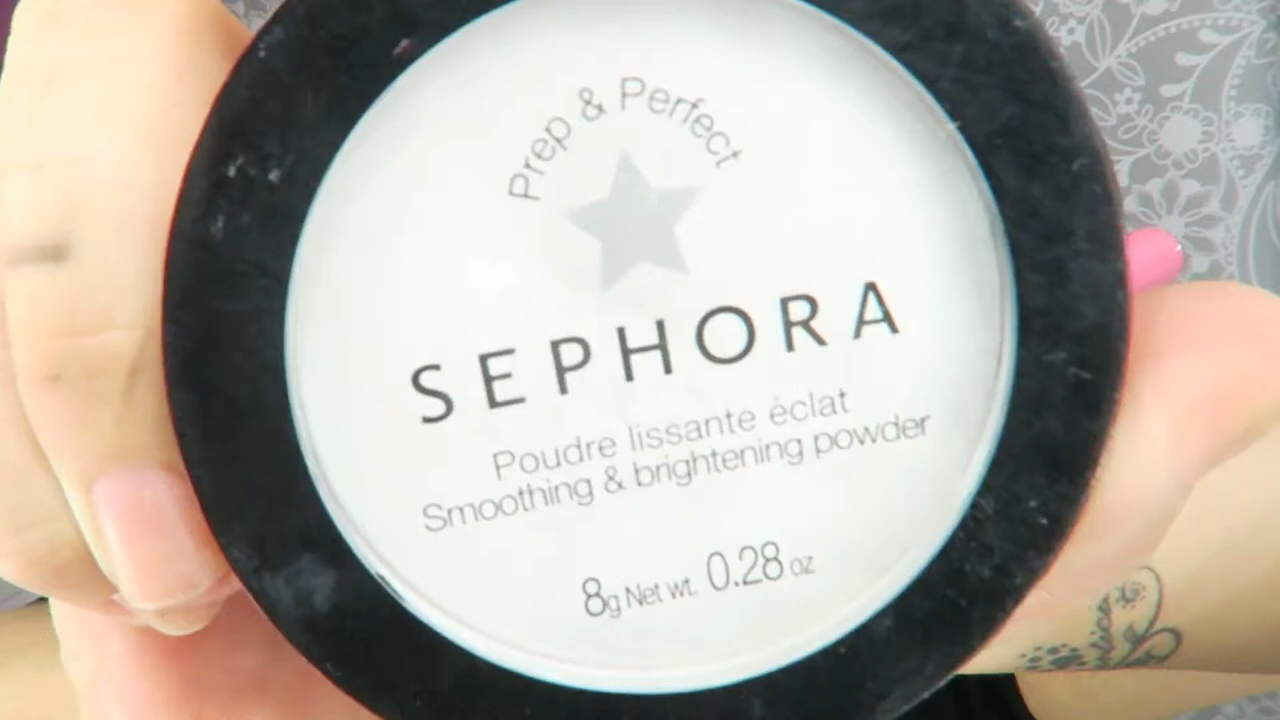 Prep & Perfect
SEPHORA
Poudre lissante éclat
Smoothing & brightening powder
8g Net wt. 0.28 oz